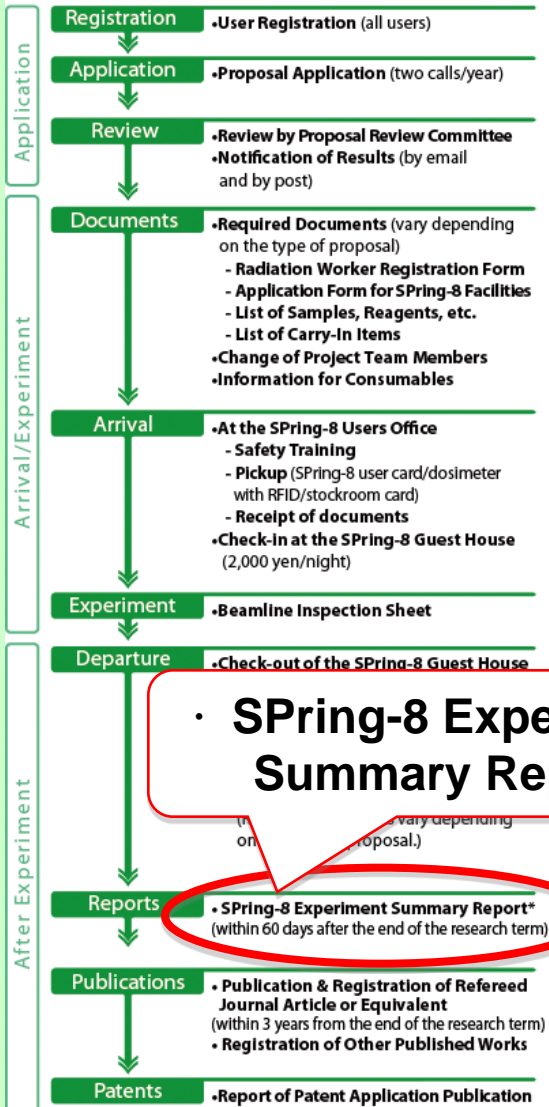 Application
Registration
•User Registration (all users)
Application
•Proposal Application (two calls/year)
Review
•Review by Proposal Review Committee
•Notification of Results (by email
and by post)
Arrival/Experiment
Documents
•Required Documents (vary depending
on the type of proposal)
- Radiation Worker Registration Form
- Application Form for SPring-8 Facilities
- List of Samples, Reagents, etc.
- List of Carry-In Items
•Change of Project Team Members
•Information for Consumables
Arrival
•At the SPring-8 Users Office
- Safety Training
- Pickup (SPring-8 user card/dosimeter
with RFID/stockroom card)
- Receipt of documents
•Check-in at the SPring-8 Guest House
(2,000 yen/night)
Experiment
•Beamline Inspection Sheet
After Experiment
Departure
•Check-out of the SPring-8 Guest House
· SPring-8 Expe
Summary Re
vary depending
on proposal.)
Reports
• SPring-8 Experiment Summary Report*
(within 60 days after the end of the research term)
Publications
• Publication & Registration of Refereed
Journal Article or Equivalent
(within 3 years from the end of the research term)
• Registration of Other Published Works
Patents
•Report of Patent Application Publication